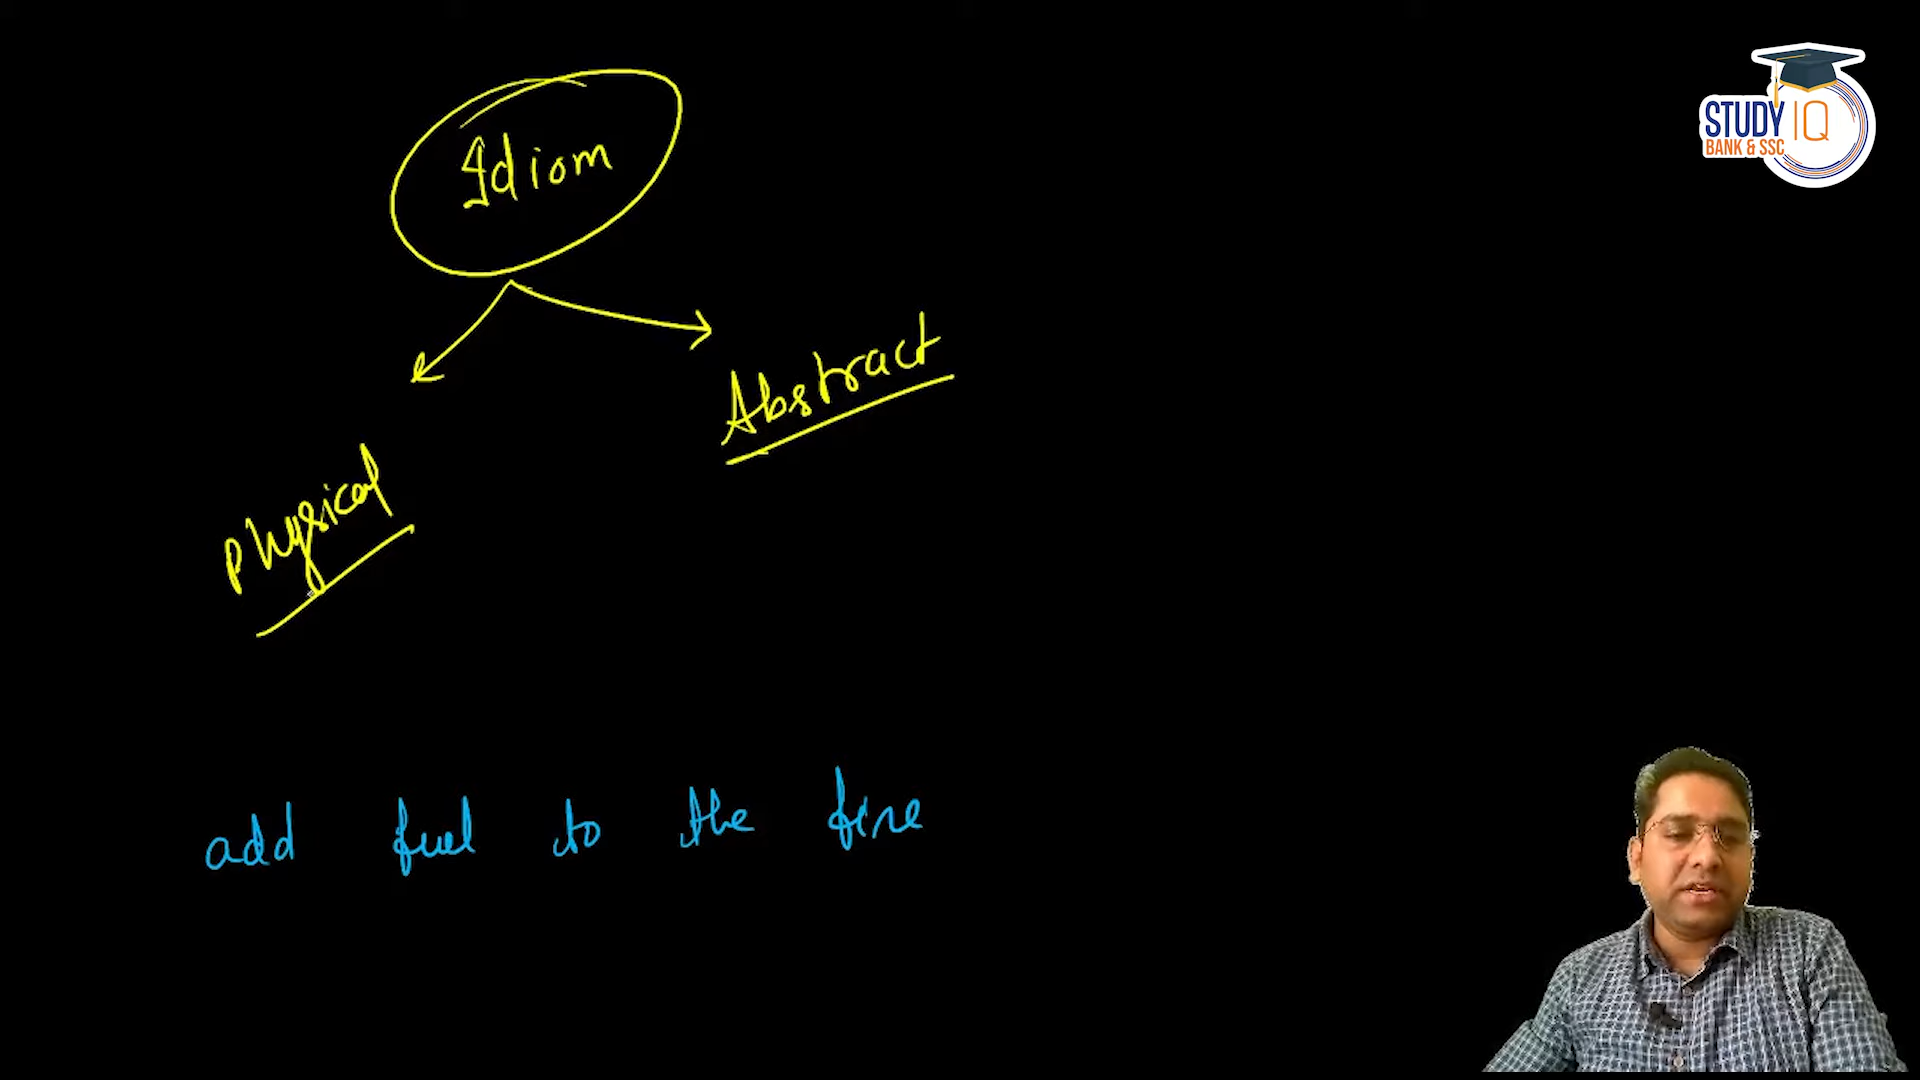 Idiom
Abstract
Physical
add fuel to the fire
STUDY IQ
BANK & SSC